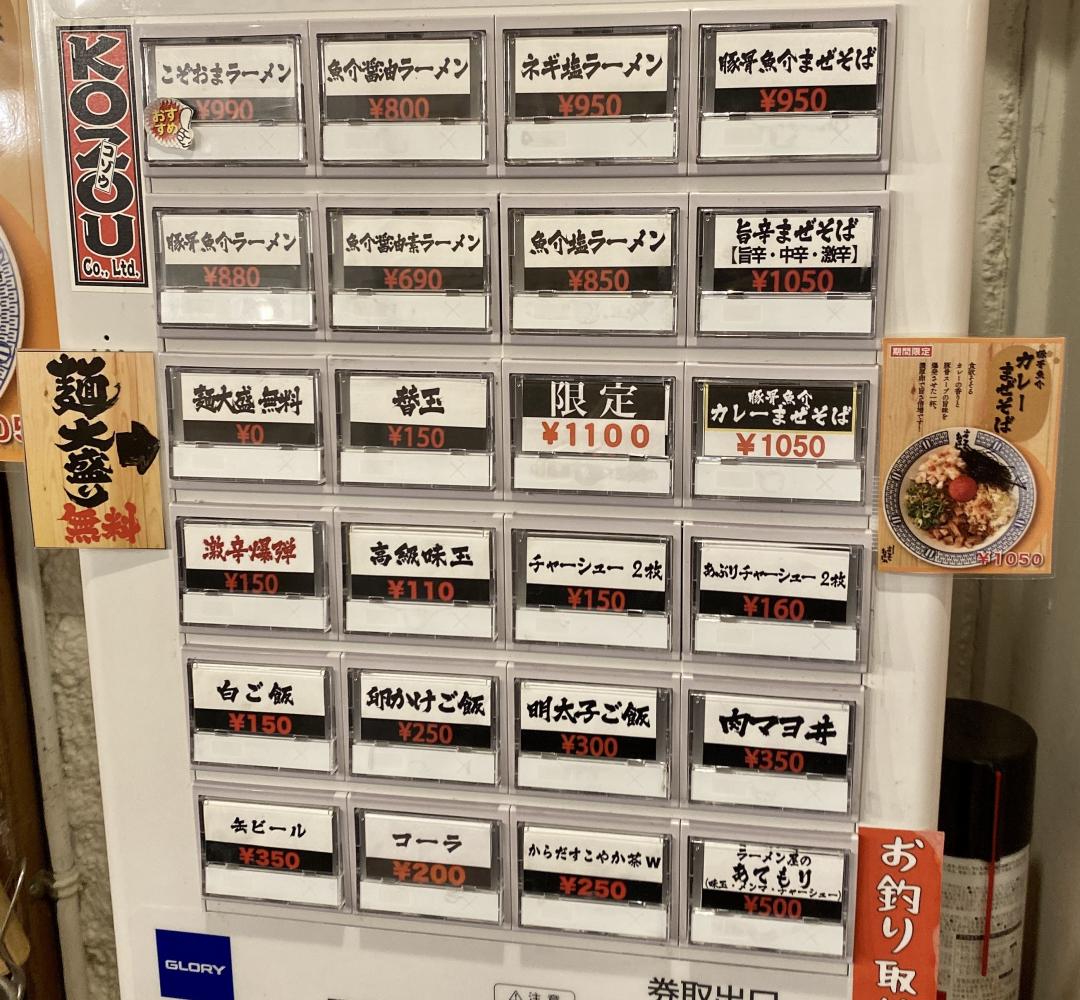 KOZOU
コゾウ
Co., Ltd.
こぞおまラーメン
¥990
おすすめ
魚介醤油ラーメン
¥800
ネギ塩ラーメン
¥950
豚骨魚介まぜそば
¥950
豚骨魚介ラーメン
¥880
魚介醤油素ラーメン
¥690
魚介塩ラーメン
¥850
旨辛まぜそば
【旨辛・中辛・激辛】
¥1050
麺大盛り
無料
麺大盛無料
¥0
替玉
¥150
限定
¥1100
豚骨魚介
カレーまぜそば
¥1050
期間限定
豚骨魚介
カレー
まぜそば
¥1050
激辛爆弾
¥150
高級味玉
¥110
チャーシュー 2枚
¥150
あぶりチャーシュー 2枚
¥160
白ご飯
¥150
卵かけご飯
¥250
明太子ご飯
¥300
肉マヨ丼
¥350
缶ビール
¥350
コーラ
¥200
からだすこやか茶W
¥250
ラーメン屋の
あてもり
(味玉・メンマ・チャーシュー)
¥500
お釣り取
GLORY
注意
券取出口